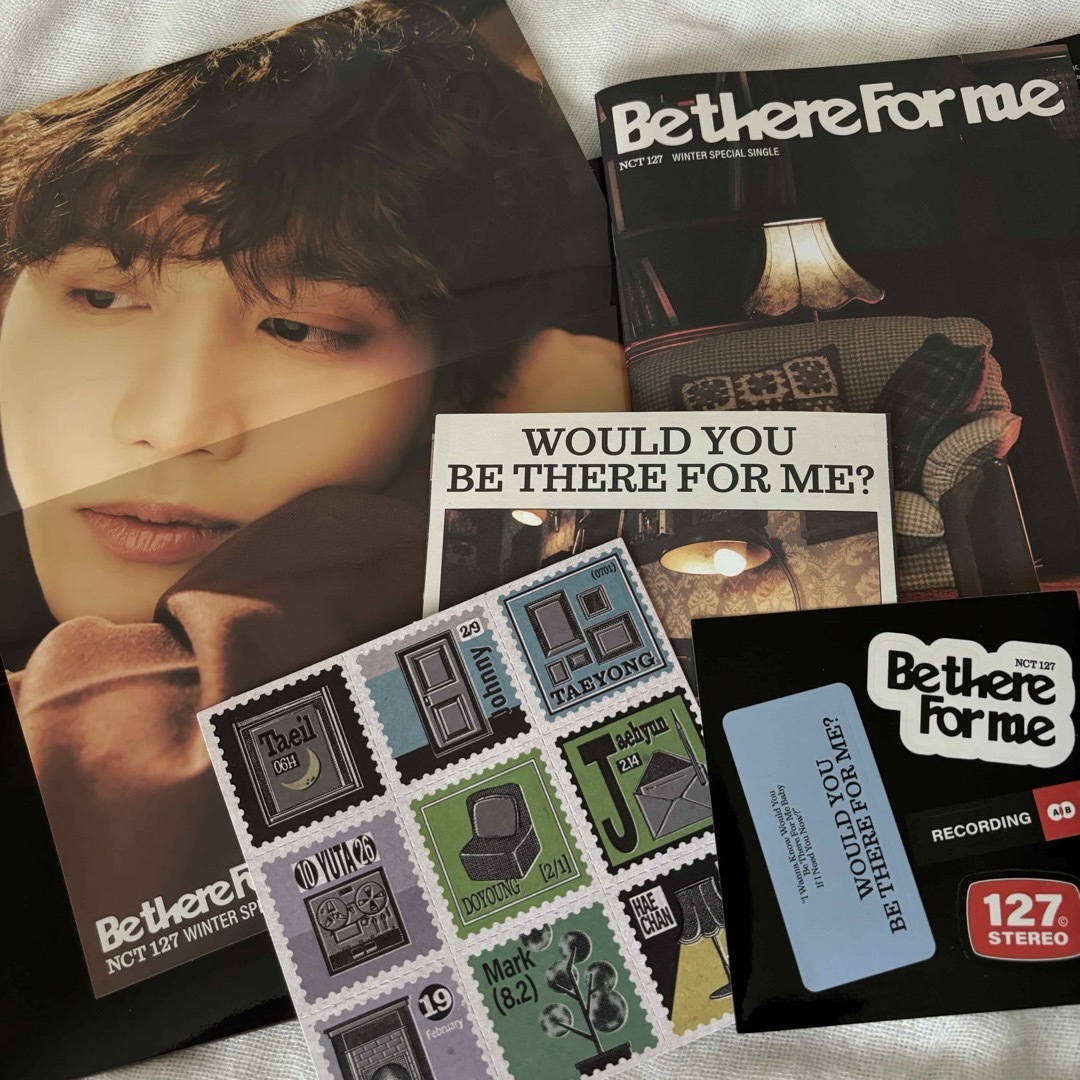 Be there For me
NCT 127 WINTER SPECIAL SINGLE
WOULD YOU
BE THERE FOR ME?
(0701)
TAEYONG
2/9
Johnny
Taeil
0614
Jaehyun
2.14
10 YUTA 26
DOYOUNG [2/1]
HAE
CHAN
Mark
(8.2)
19
February
Be there
NCT 127 WINTER
NCT 127
Be there
For me
"I Wanna Know Would You
Be There For Me Baby
If I Need You Now?"
WOULD YOU
BE THERE FOR ME?
RECORDING
A B
127©
STEREO